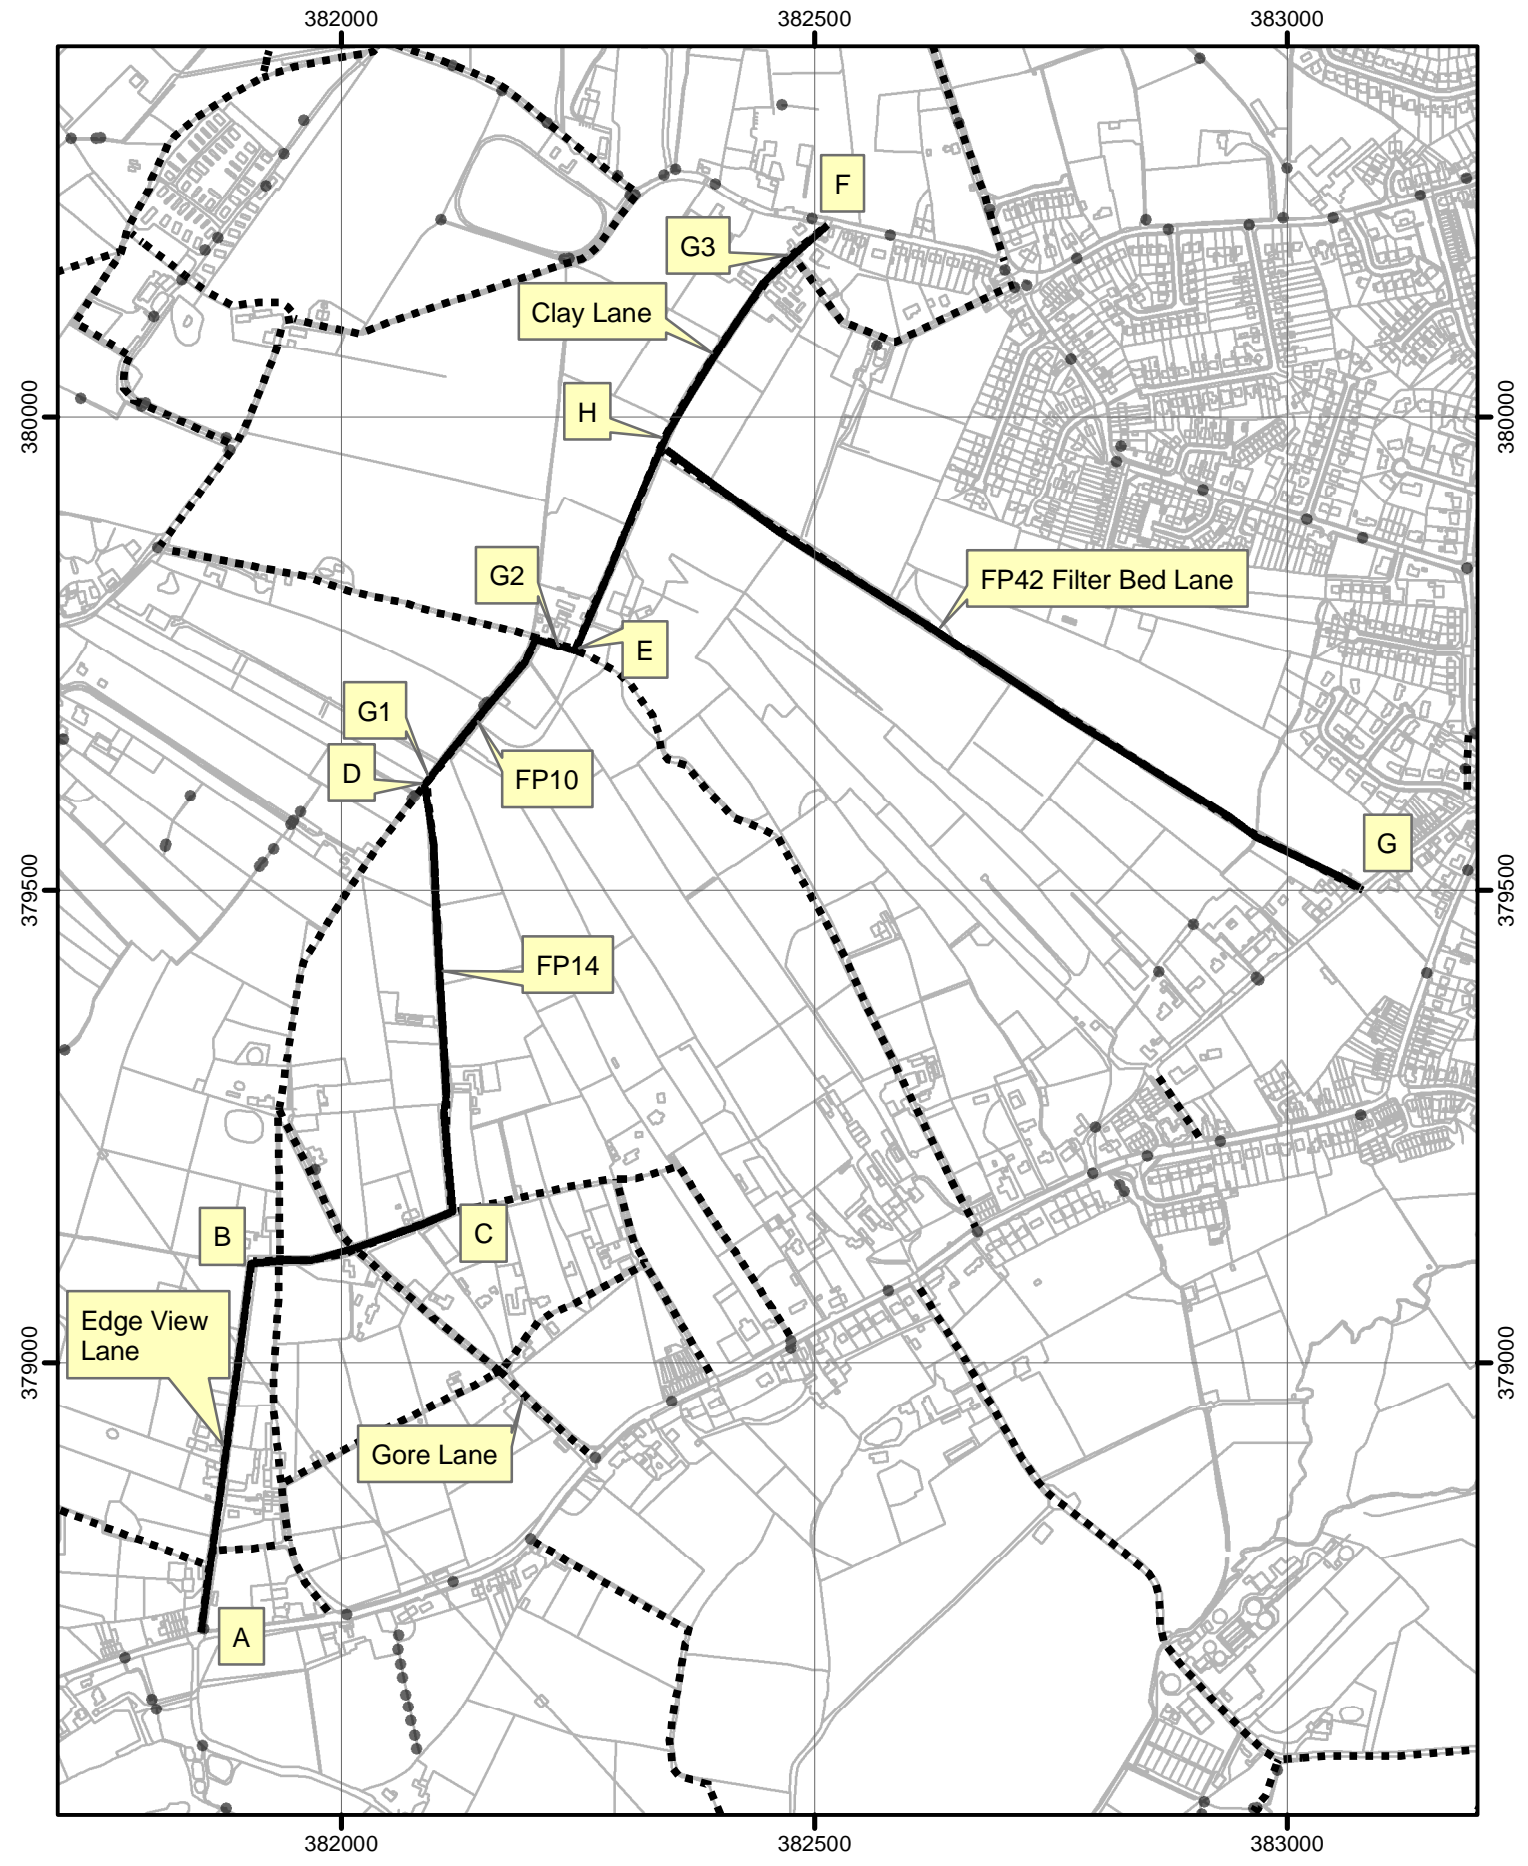 382000
382500
383000
F
G3
Clay Lane
380000
380000
H
G2
FP42 Filter Bed Lane
E
G1
D
FP10
G
379500
379500
FP14
B
C
Edge View
Lane
379000
379000
Gore Lane
A
382000
382500
383000